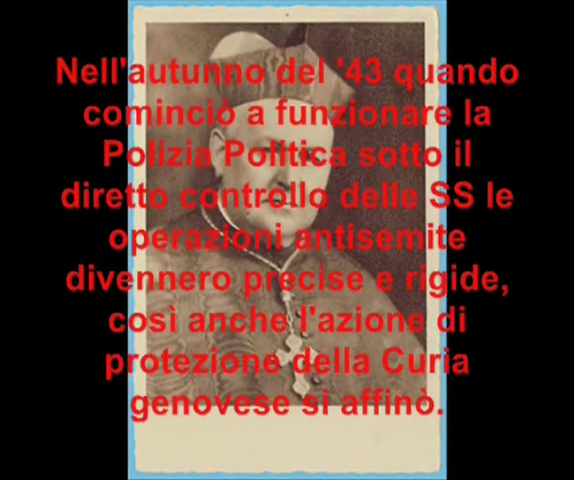 Nell'autunno del '43 quando
cominciò a funzionare la
Polizia Politica sotto il
diretto controllo delle SS le
operazioni antisemite
divennero precise e rigide,
così anche l'azione di
protezione della Curia
genovese si affinò.